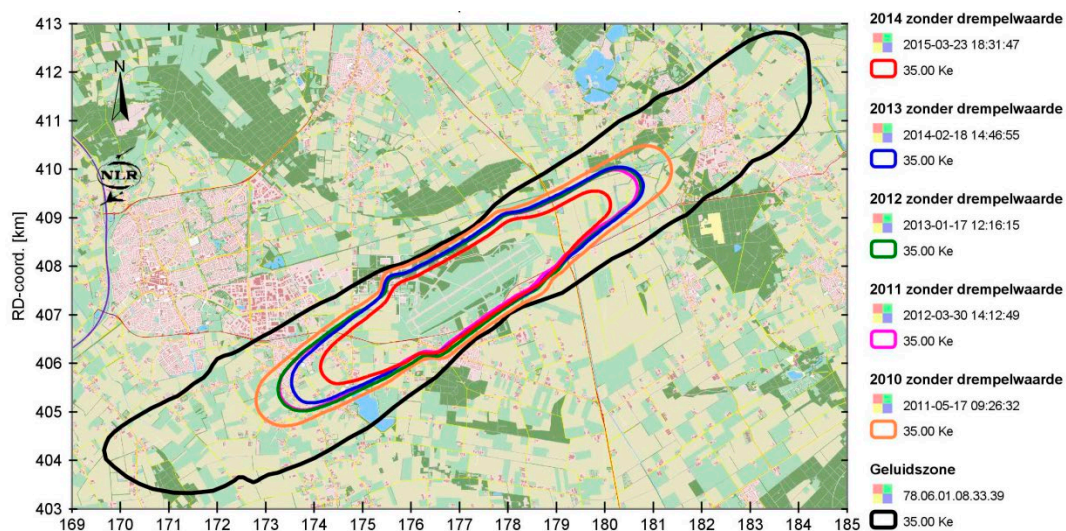 413
412
411
410
409
408
407
406
405
404
403
RD-coord. [km]
N
NLR
169 170 171 172 173 174 175 176 177 178 179 180 181 182 183 184 185
2014 zonder drempelwaarde
2015-03-23 18:31:47
35.00 Ke
2013 zonder drempelwaarde
2014-02-18 14:46:55
35.00 Ke
2012 zonder drempelwaarde
2013-01-17 12:16:15
35.00 Ke
2011 zonder drempelwaarde
2012-03-30 14:12:49
35.00 Ke
2010 zonder drempelwaarde
2011-05-17 09:26:32
35.00 Ke
Geluidszone
78.06.01.08.33.39
35.00 Ke